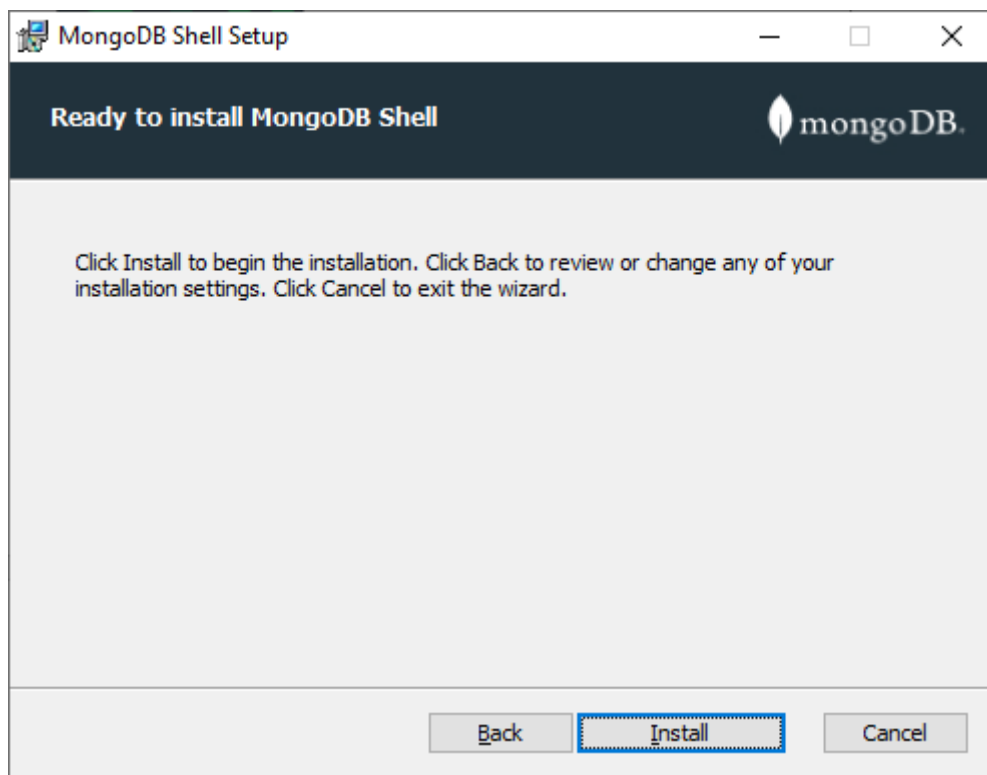 MongoDB Shell Setup
Ready to install MongoDB Shell
mongoDB.
Click Install to begin the installation. Click Back to review or change any of your
installation settings. Click Cancel to exit the wizard.
Back
Install
Cancel